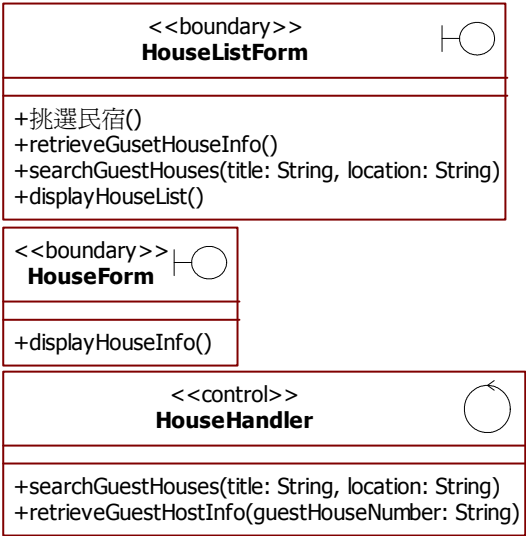 <<boundary>>
HouseListForm
+挑選民宿()
+retrieveGusetHouseInfo()
+searchGuestHouses(title: String, location: String)
+displayHouseList()
<<boundary>>
HouseForm
+displayHouseInfo()
<<control>>
HouseHandler
+searchGuestHouses(title: String, location: String)
+retrieveGuestHostInfo(guestHouseNumber: String)